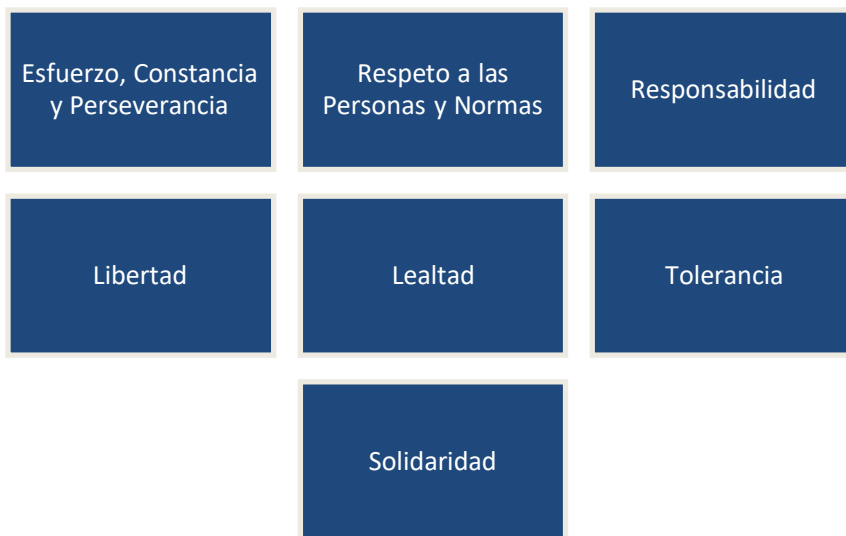 Esfuerzo, Constancia
y Perseverancia
Respeto a las
Personas y Normas
Responsabilidad
Libertad
Lealtad
Tolerancia
Solidaridad